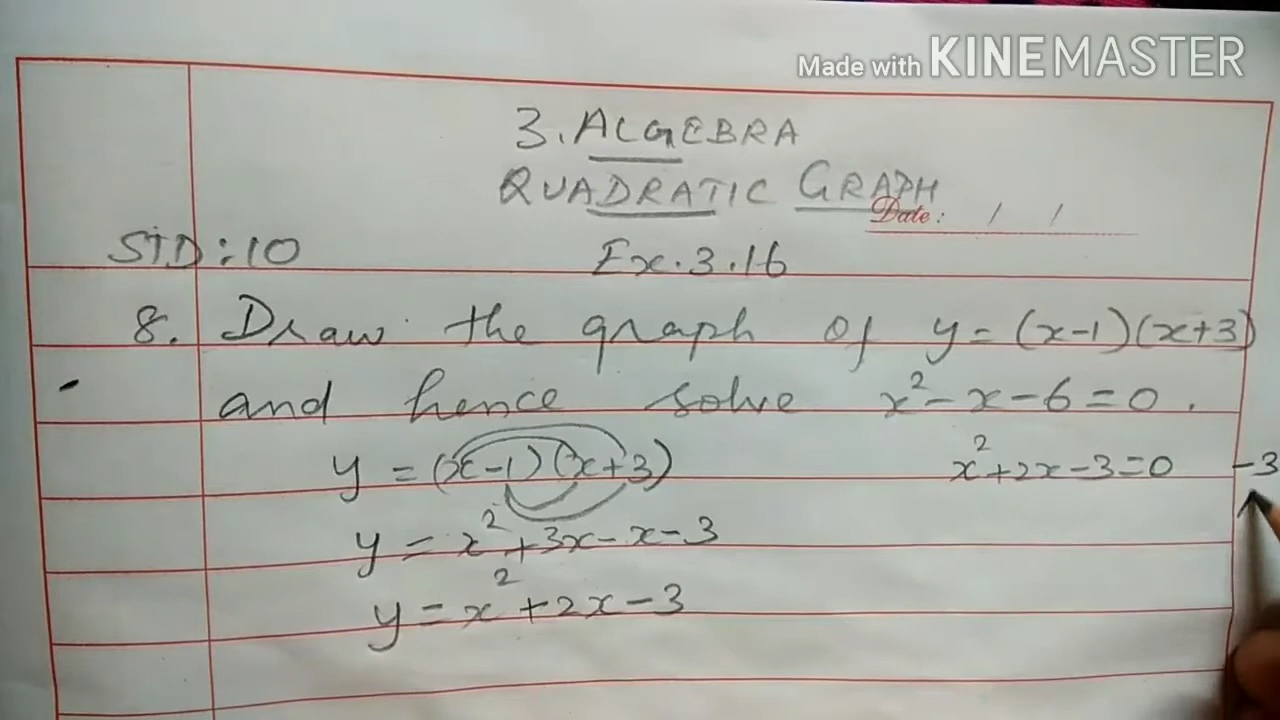 Made with KINEMASTER
3. ALGEBRA
QUADRATIC GRAPH
Date: / /
STD: 10 Ex. 3.16
8. Draw the graph of y = (x-1)(x+3)
and hence solve x² - x - 6 = 0.
y = (x-1)(x+3) x² + 2x - 3 = 0 -3
y = x² + 3x - x - 3
y = x² + 2x - 3